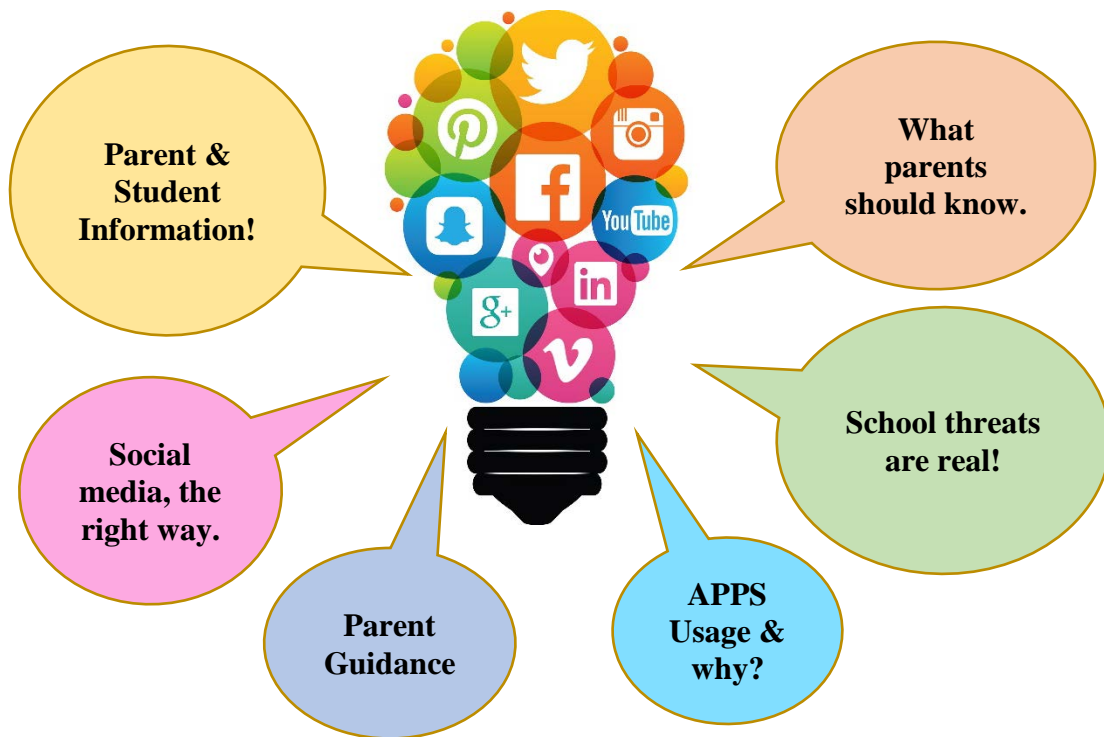 Parent &
Student
Information!
What
parents
should know.
You Tube
in
g+
School threats
are real!
Social
media, the
right way.
Parent
Guidance
APPS
Usage &
why?